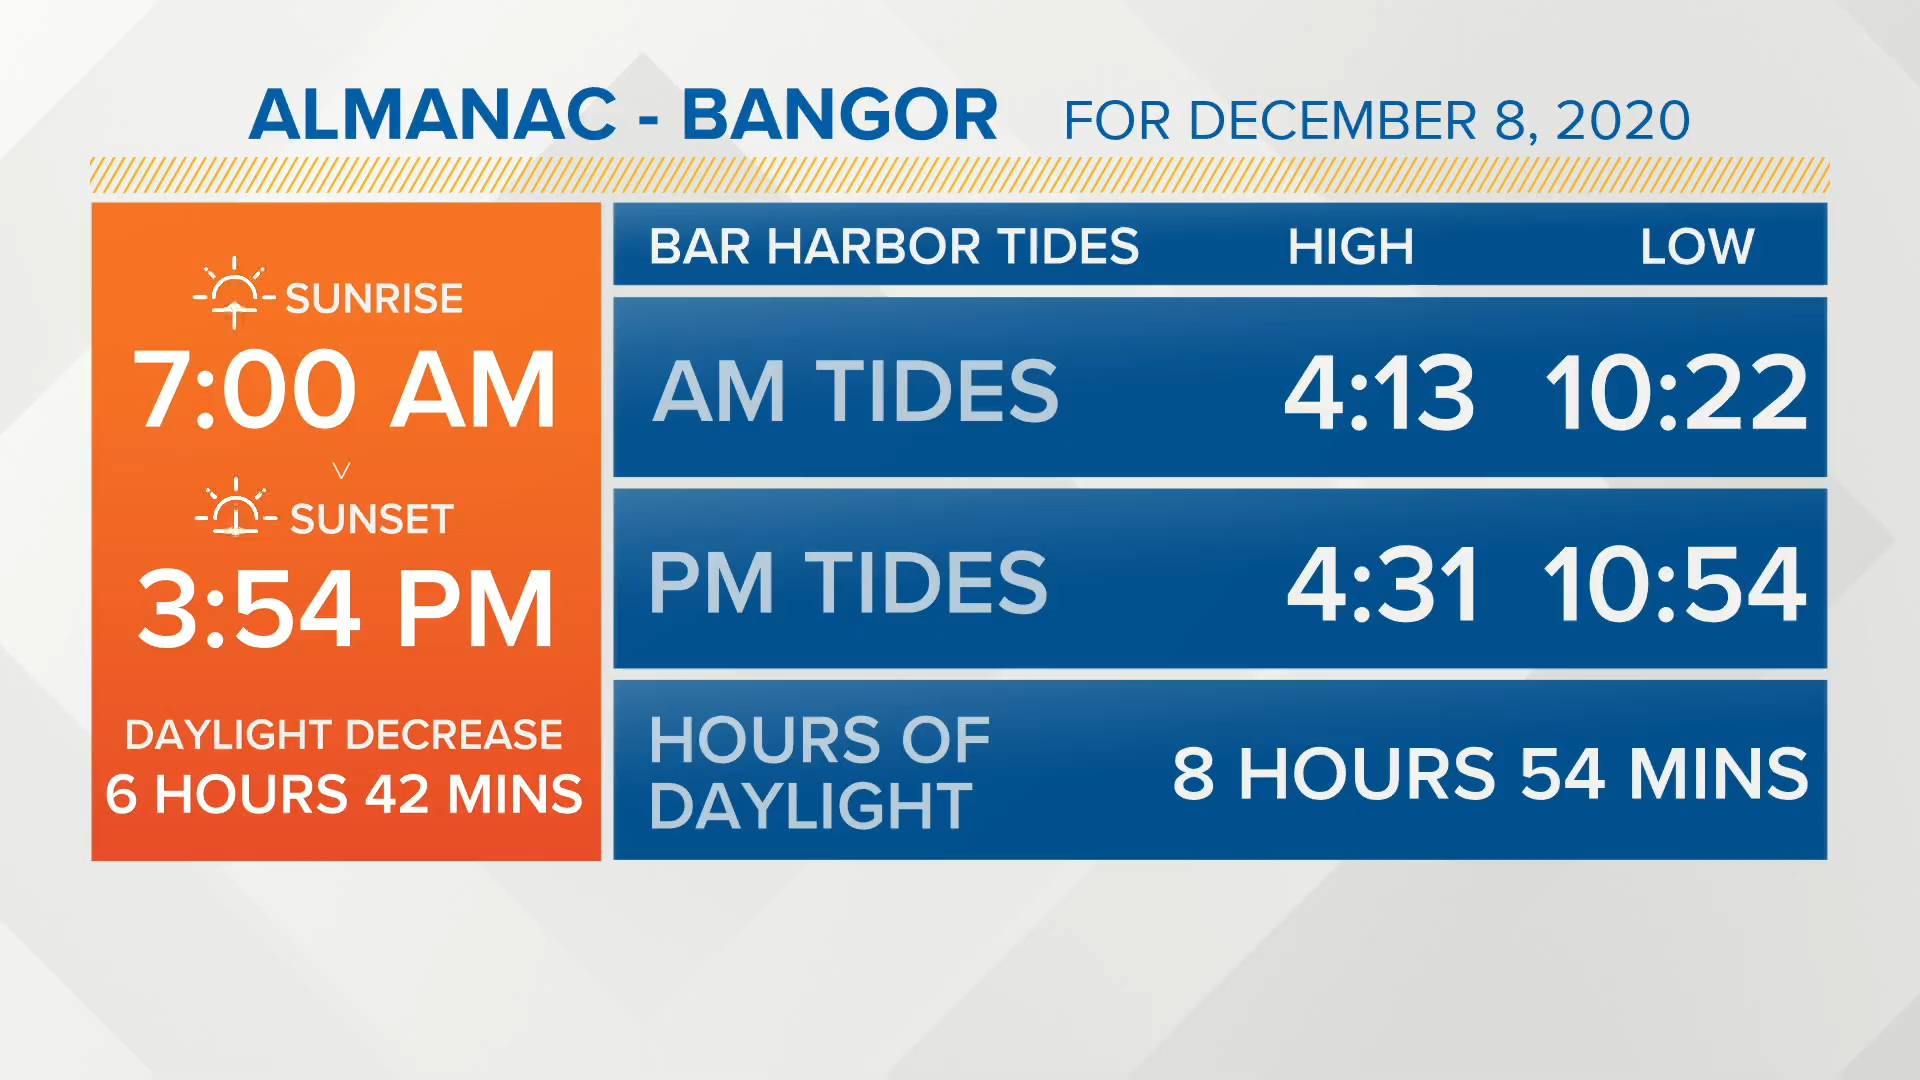 ALMANAC - BANGOR FOR DECEMBER 8, 2020
SUNRISE
7:00 AM
SUNSET
3:54 PM
DAYLIGHT DECREASE
6 HOURS 42 MINS
BAR HARBOR TIDES HIGH LOW
AM TIDES 4:13 10:22
PM TIDES 4:31 10:54
HOURS OF
DAYLIGHT
8 HOURS 54 MINS